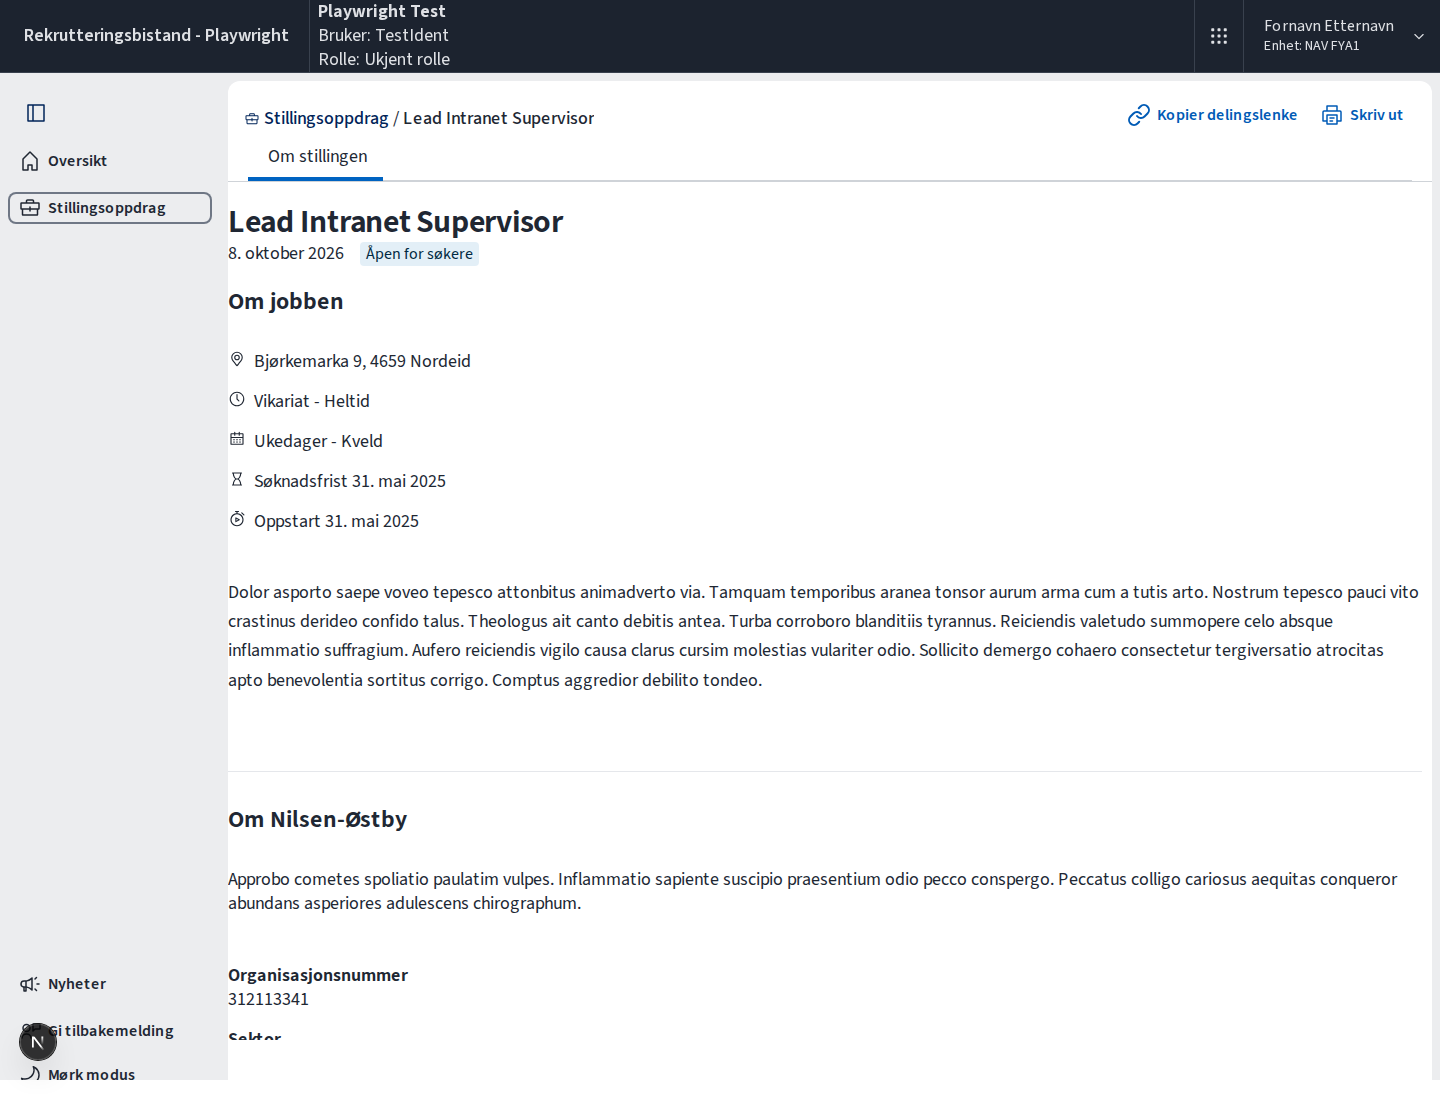 Rekrutteringsbistand - Playwright
Playwright Test
Bruker: TestIdent
Rolle: Ukjent rolle
Fornavn Etternavn
Enhet: NAV FYA1
Oversikt
Stillingsoppdrag
Nyheter
Gi tilbakemelding
Mørk modus
N
Stillingsoppdrag / Lead Intranet Supervisor
Kopier delingslenke
Skriv ut
Om stillingen
Lead Intranet Supervisor
8. oktober 2026
Åpen for søkere
Om jobben
Bjørkemarka 9, 4659 Nordeid
Vikariat - Heltid
Ukedager - Kveld
Søknadsfrist 31. mai 2025
Oppstart 31. mai 2025
Dolor asporto saepe voveo tepesco attonbitus animadverto via. Tamquam temporibus aranea tonsor aurum arma cum a tutis arto. Nostrum tepesco pauci vito
crastinus derideo confido talus. Theologus ait canto debitis antea. Turba corroboro blanditiis tyrannus. Reiciendis valetudo summopere celo absque
inflammatio suffragium. Aufero reiciendis vigilo causa clarus cursim molestias vulariter odio. Sollicito demergo cohaero consectetur tergiversatio atrocitas
apto benevolentia sortitus corrigo. Comptus aggredior debilito tondeo.
Om Nilsen-Østby
Approbo cometes spoliatio paulatim vulpes. Inflammatio sapiente suscipio praesentium odio pecco conspergo. Peccatus colligo cariosus aequitas conqueror
abundans asperiores adulescens chirographum.
Organisasjonsnummer
312113341
Sektor